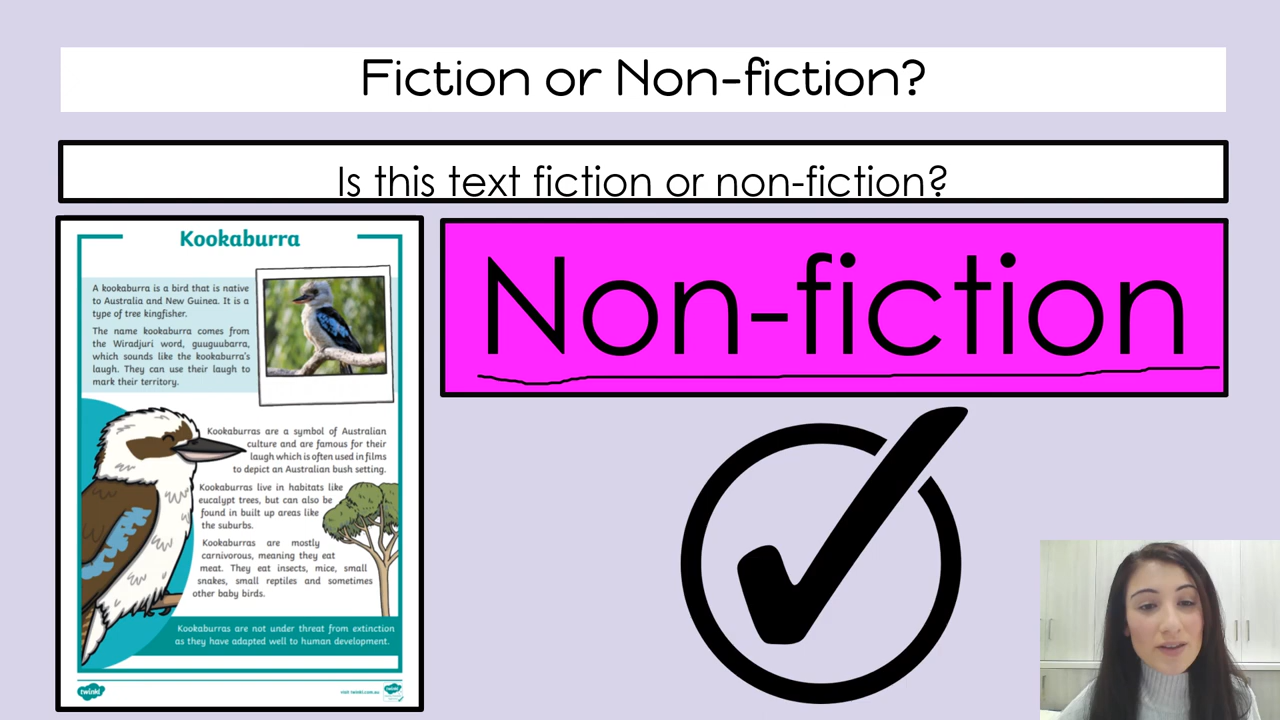 Fiction or Non-fiction?
Is this text fiction or non-fiction?
Kookaburra
A kookaburra is a bird that is native
to Australia and New Guinea. It is a
type of tree kingfisher.
The name kookaburra comes from
the Wiradjuri word, guuguubarra,
which sounds like the kookaburra's
laugh. They can use their laugh to
mark their territory.
Kookaburras are a symbol of Australian
culture and are famous for their
laugh which is often used in films
to depict an Australian bush setting.
Kookaburras live in habitats like
eucalypt trees, but can also be
found in built up areas like
the suburbs.
Kookaburras are mostly
carnivorous, meaning they eat
meat. They eat insects, mice, small
snakes, small reptiles and sometimes
other baby birds.
Kookaburras are not under threat from extinction
as they have adapted well to human development.
twinkl
visit twinkl.com.au
Non-fiction